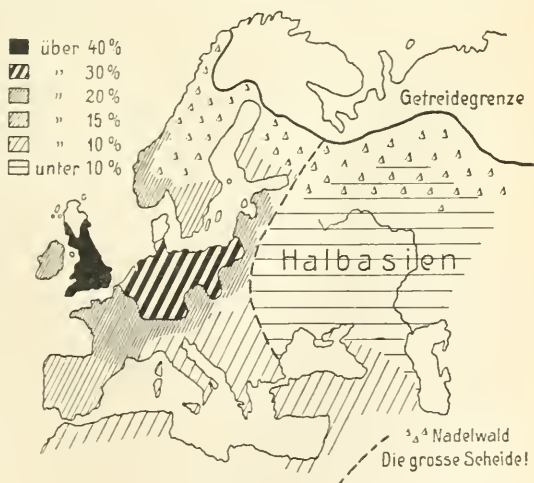 über 40%
" 30%
" 20%
" 15%
" 10%
unter 10%
Getreidegrenze
Halbasien
Nadelwald
Die grosse Scheide!